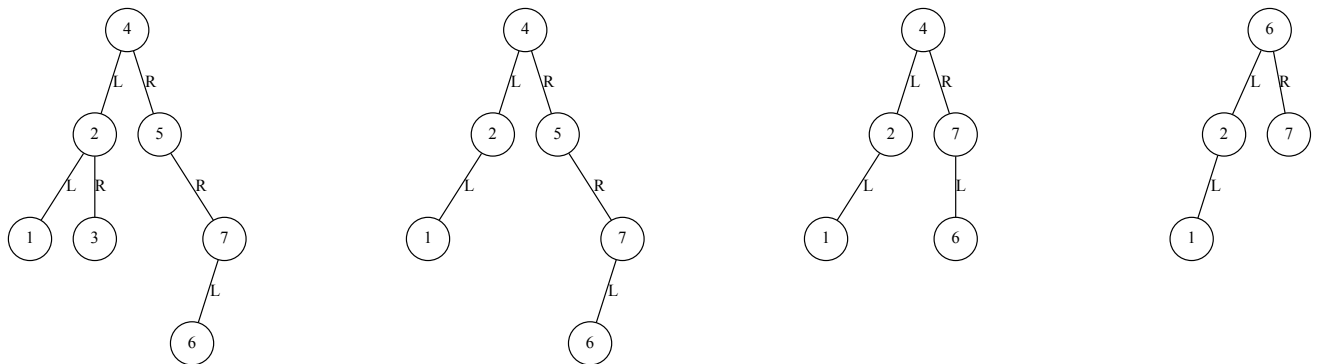 4 4 4 6
L R L R L R L R
2 5 2 5 2 7 2 7
L R R L R L L L
1 3 7 1 7 1 6 1
L L
6 6